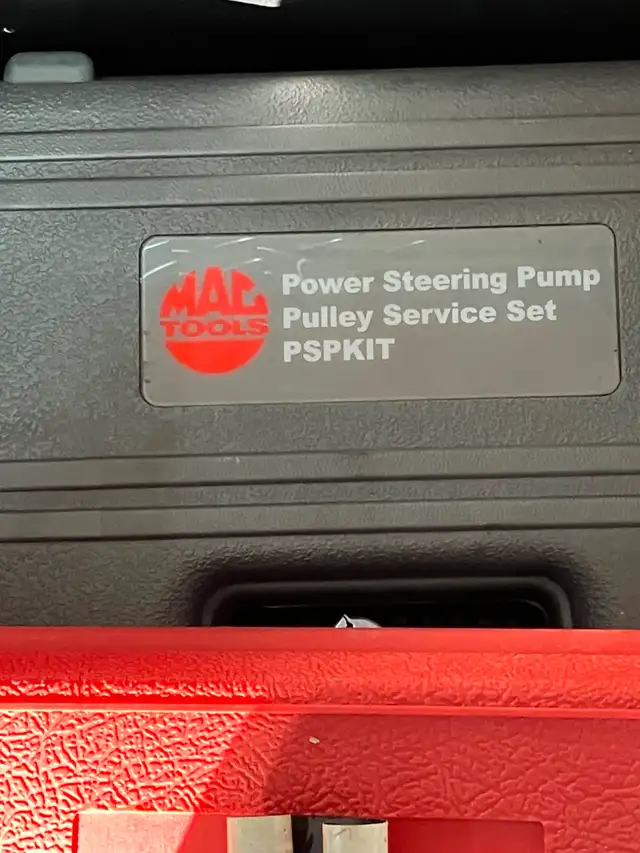 MAC
TOOLS
Power Steering Pump
Pulley Service Set
PSPKIT